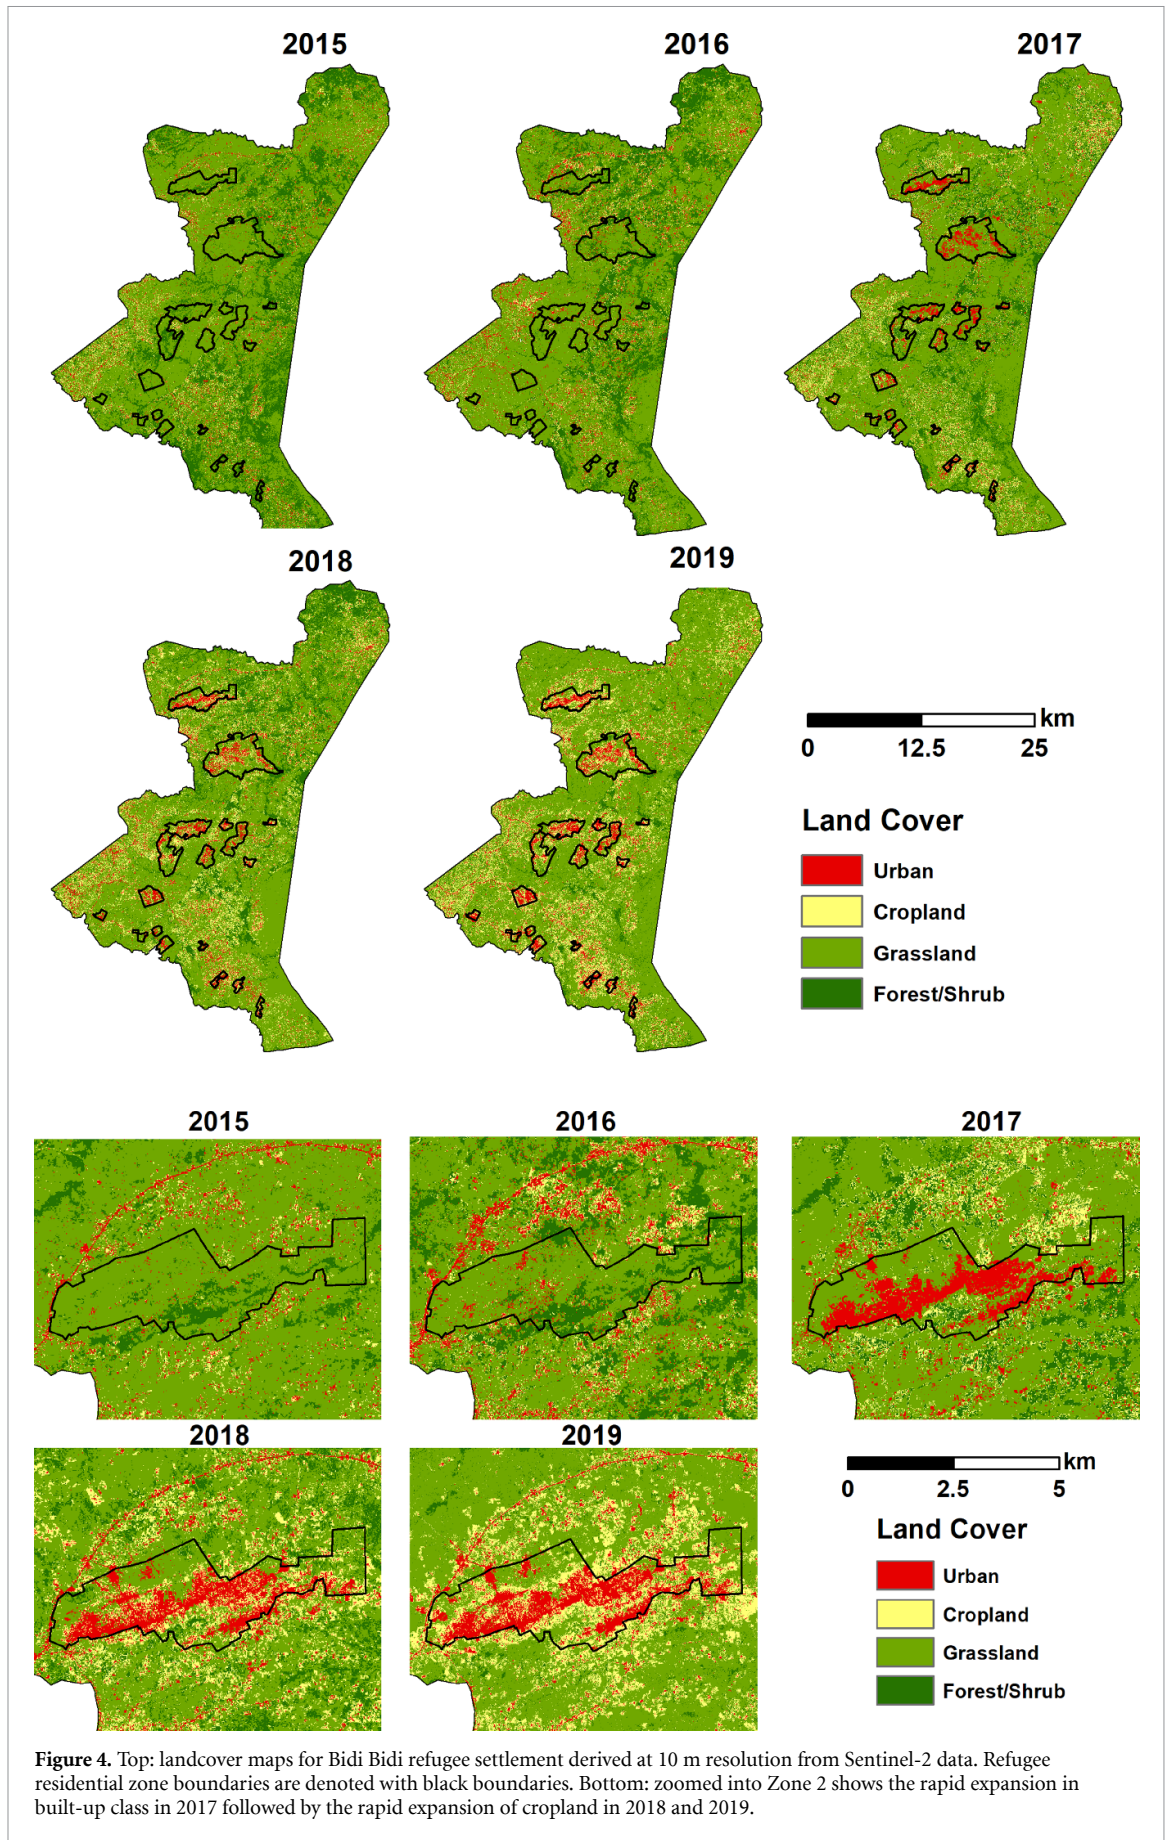 2015
2016
2017
2018
2019
km
0 12.5 25
Land Cover
Urban
Cropland
Grassland
Forest/Shrub
2015
2016
2017
2018
2019
km
0 2.5 5
Land Cover
Urban
Cropland
Grassland
Forest/Shrub
Figure 4. Top: landcover maps for Bidi Bidi refugee settlement derived at 10 m resolution from Sentinel-2 data. Refugee
residential zone boundaries are denoted with black boundaries. Bottom: zoomed into Zone 2 shows the rapid expansion in
built-up class in 2017 followed by the rapid expansion of cropland in 2018 and 2019.